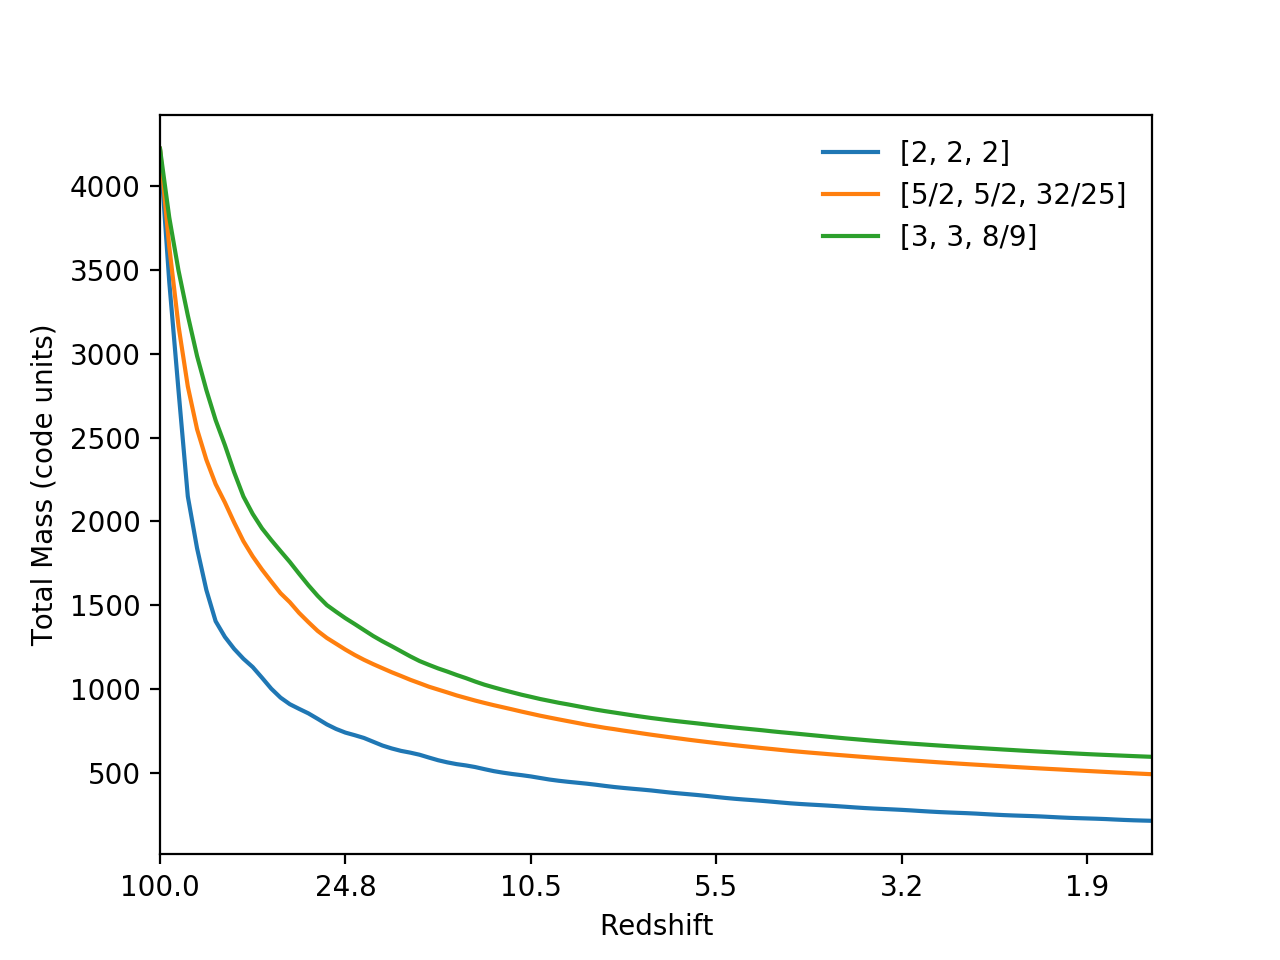 [2, 2, 2]
[5/2, 5/2, 32/25]
[3, 3, 8/9]
4000
3500
3000
2500
2000
1500
1000
500
Total Mass (code units)
100.0 24.8 10.5 5.5 3.2 1.9
Redshift